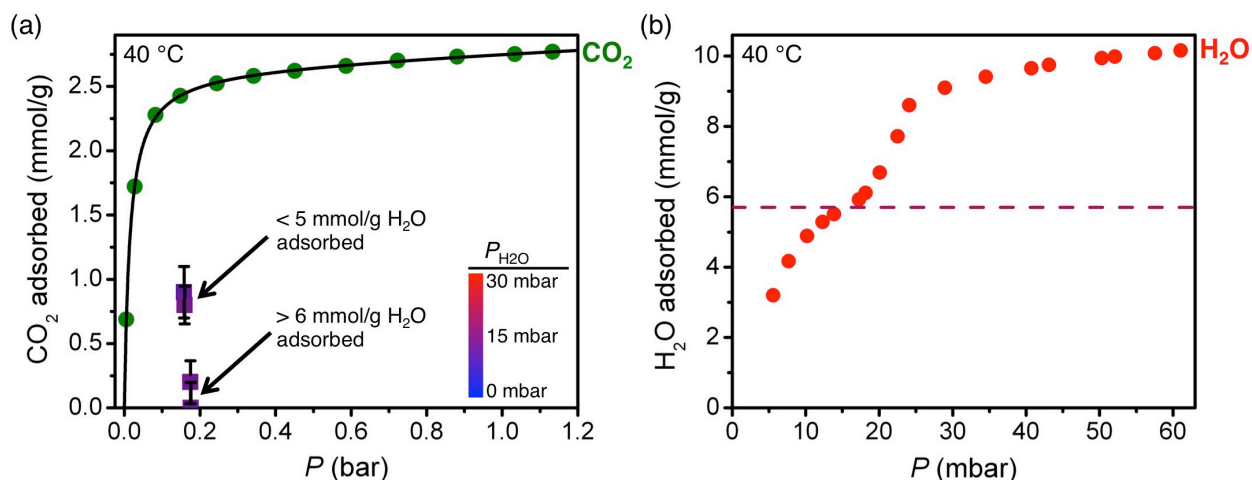 (a)
40 °C
CO₂
2.5
2.0
1.5
1.0
0.5
0.0
CO₂ adsorbed (mmol/g)
< 5 mmol/g H₂O
adsorbed
> 6 mmol/g H₂O
adsorbed
P_H2O
30 mbar
15 mbar
0 mbar
0.0 0.2 0.4 0.6 0.8 1.0 1.2
P (bar)
(b)
40 °C
H₂O
10
8
6
4
2
0
H₂O adsorbed (mmol/g)
0 10 20 30 40 50 60
P (mbar)